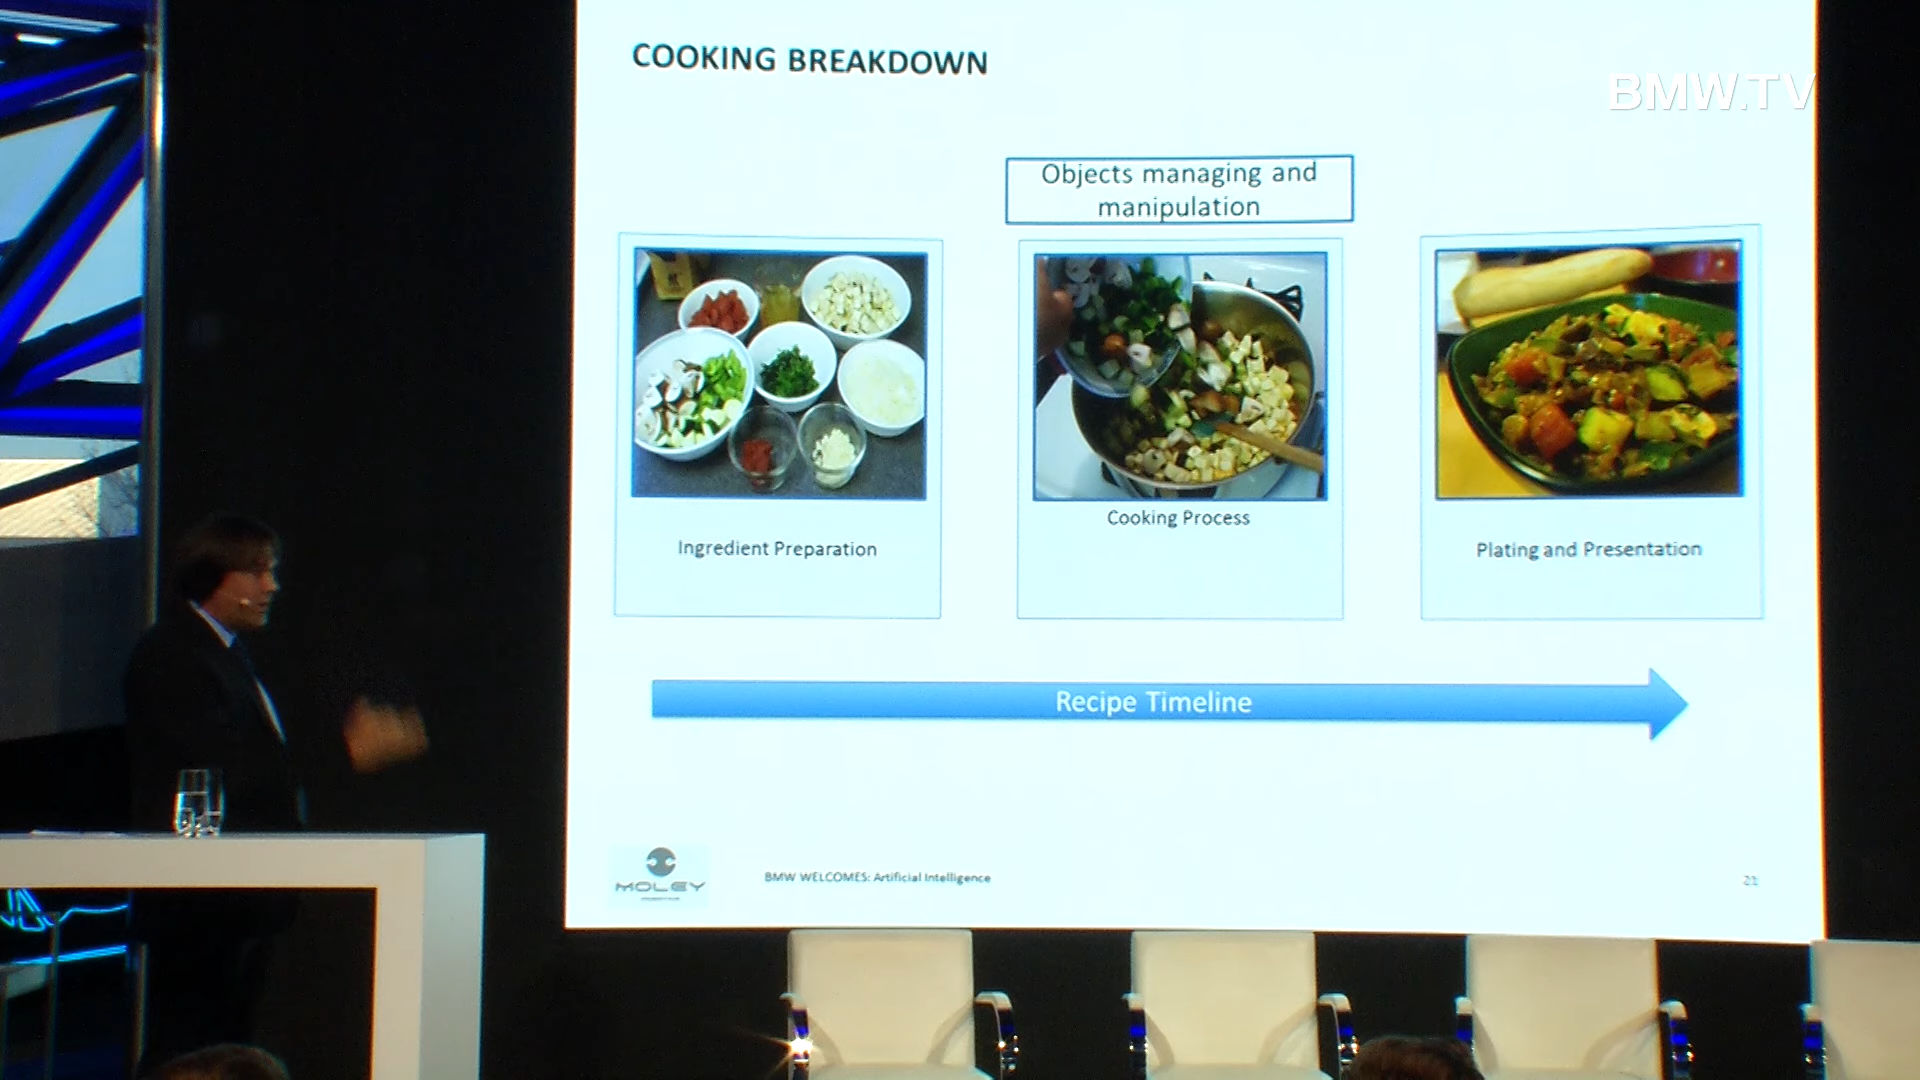 COOKING BREAKDOWN
BMW.TV
Objects managing and
manipulation
Ingredient Preparation
Cooking Process
Plating and Presentation
Recipe Timeline
MOLEY
BMW WELCOMES: Artificial Intelligence
21